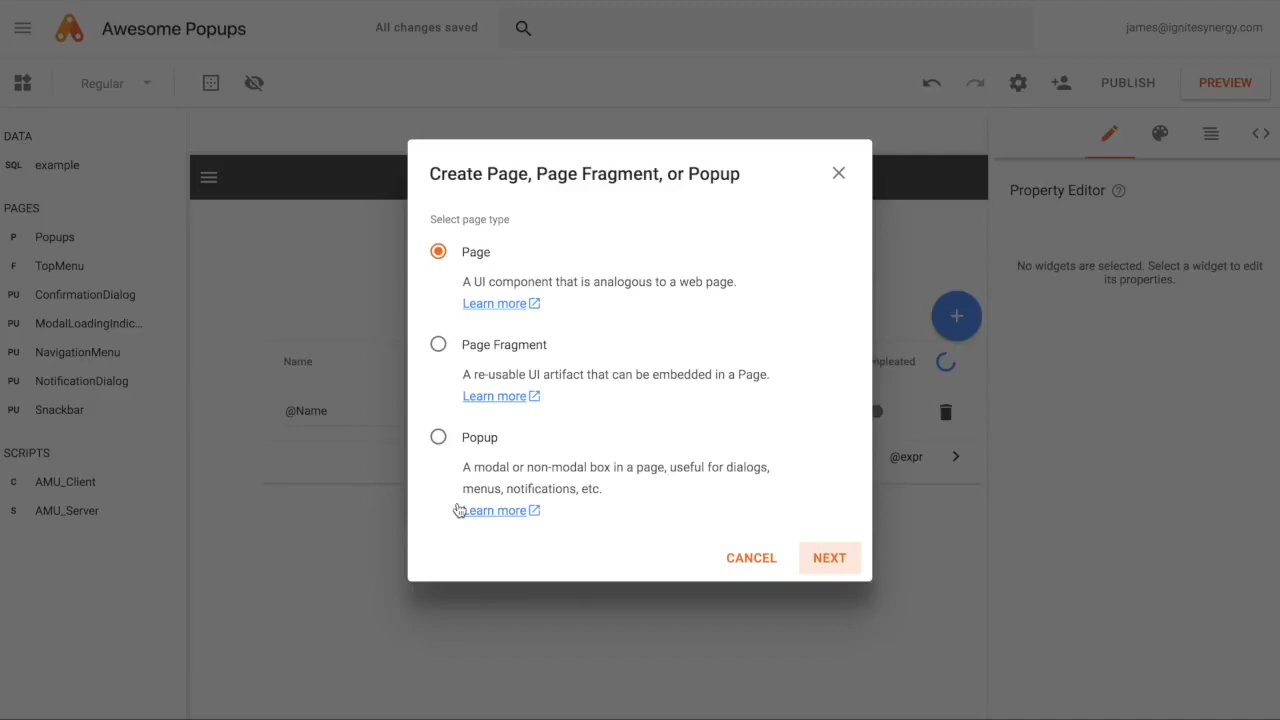 Awesome Popups
All changes saved
james@ignitesynergy.com
Regular
PUBLISH
PREVIEW
DATA
SQL example
PAGES
P Popups
F TopMenu
PU ConfirmationDialog
PU ModalLoadingIndic...
PU NavigationMenu
PU NotificationDialog
PU Snackbar
SCRIPTS
C AMU_Client
S AMU_Server
Name
@Name
@expr
Create Page, Page Fragment, or Popup
Select page type
Page
A UI component that is analogous to a web page.
Learn more
Page Fragment
A re-usable UI artifact that can be embedded in a Page.
Learn more
Popup
A modal or non-modal box in a page, useful for dialogs,
menus, notifications, etc.
Learn more
CANCEL
NEXT
Property Editor
No widgets are selected. Select a widget to edit
its properties.